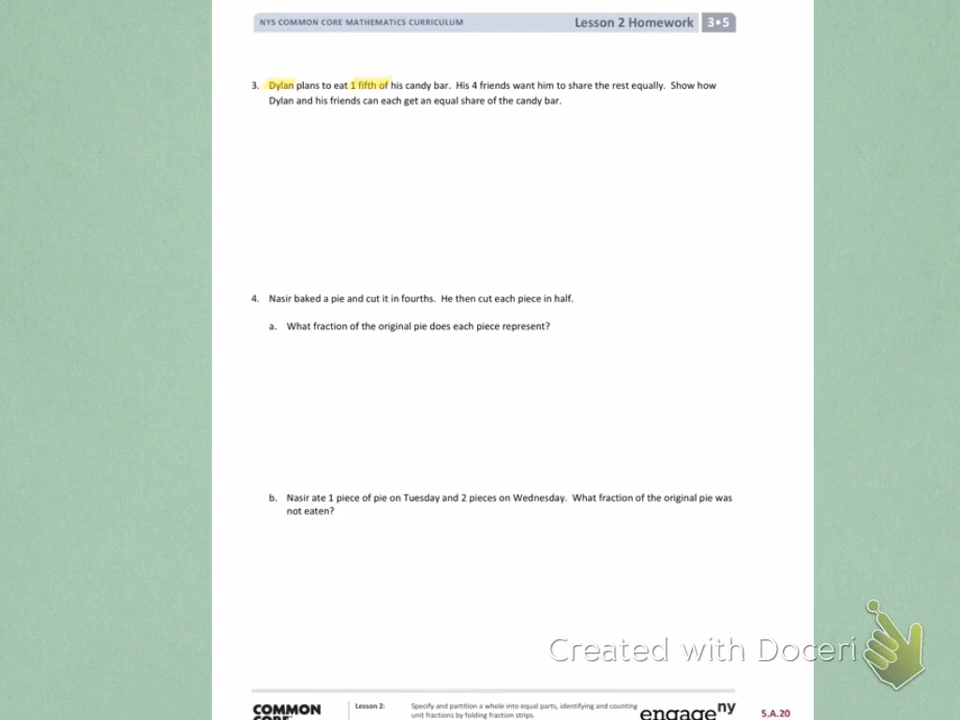 NYS COMMON CORE MATHEMATICS CURRICULUM Lesson 2 Homework 3•5
3. Dylan plans to eat 1 fifth of his candy bar. His 4 friends want him to share the rest equally. Show how
Dylan and his friends can each get an equal share of the candy bar.
4. Nasir baked a pie and cut it in fourths. He then cut each piece in half.
a. What fraction of the original pie does each piece represent?
b. Nasir ate 1 piece of pie on Tuesday and 2 pieces on Wednesday. What fraction of the original pie was
not eaten?
Created with Doceri
COMMON
CORE
Lesson 2: Specify and partition a whole into equal parts, identifying and counting
unit fractions by folding fraction strips.
engage ny
5.A.20